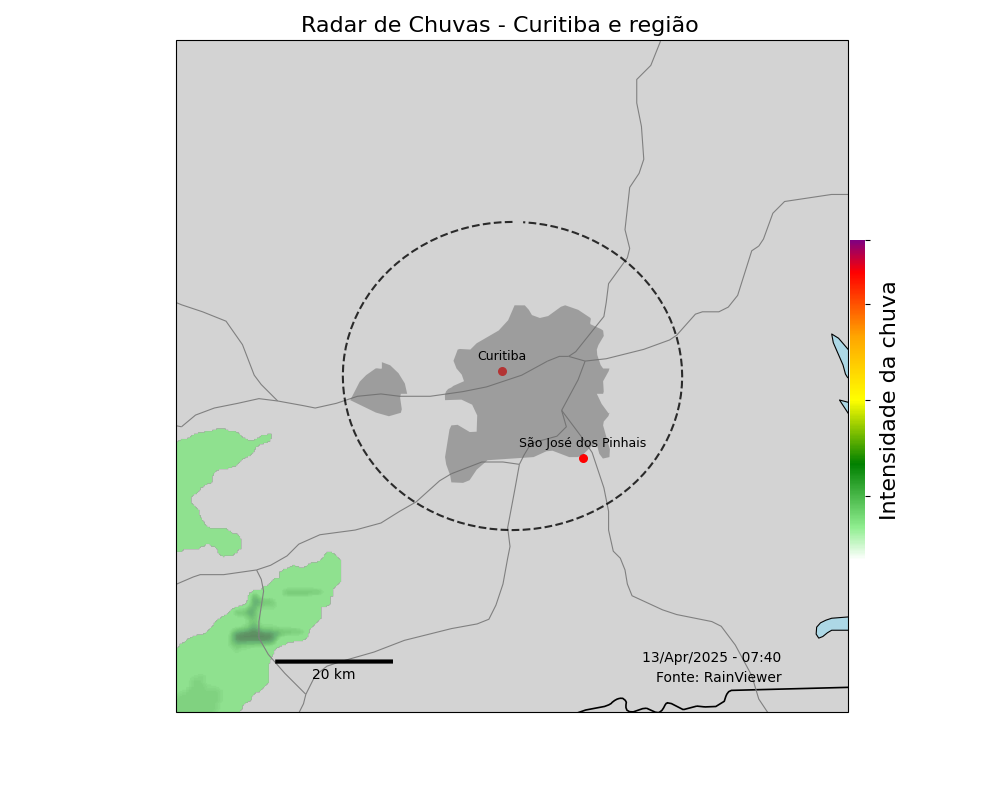 Radar de Chuvas - Curitiba e região
Curitiba
São José dos Pinhais
Intensidade da chuva
20 km
13/Apr/2025 - 07:40
Fonte: RainViewer